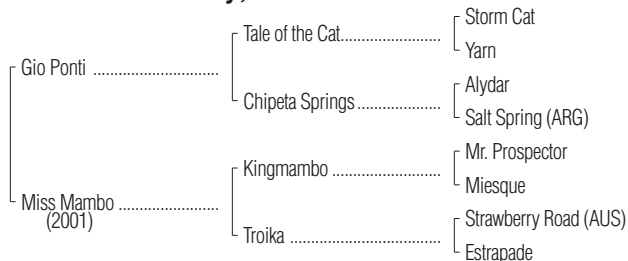 Storm Cat
Tale of the Cat....................
Yarn
Gio Ponti .........................
Alydar
Chipeta Springs.................
Salt Spring (ARG)
Mr. Prospector
Kingmambo ......................
Miesque
Miss Mambo ....................
(2001)
Strawberry Road (AUS)
Troika ..............................
Estrapade